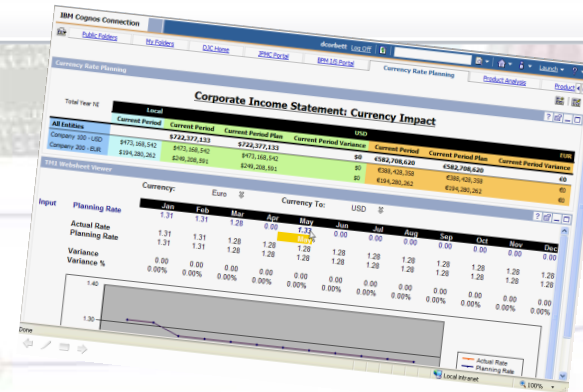 IBM Cognos Connection
dcorbett Log Off
Launch
Public Folders My Folders DJC Home JPMC Portal BPM 1/5 Portal Currency Rate Planning Product Analysis Product
Currency Rate Planning
Corporate Income Statement: Currency Impact
Total Year NI Local USD EUR
Current Period Current Period Current Period Plan Current Period Variance Current Period Current Period Plan Current Period Variance
All Entities $722,377,133 $722,377,133 $0 €582,708,620 €582,708,620 €0
Company 100 - USD $473,168,542 $473,168,542 $473,168,542 $0 €388,428,358 €388,428,358 €0
Company 200 - EUR €194,280,262 $249,208,591 $249,208,591 $0 €194,280,262 €194,280,262 €0
TM1 Websheet Viewer
Currency: Euro Currency To: USD
Jan Feb Mar Apr May Jun Jul Aug Sep Oct Nov Dec
Input Planning Rate 1.31 1.31 1.28 0.00 1.33 0.00 0.00 0.00 0.00 0.00 0.00 0.00
Actual Rate 1.31 1.31 1.28 1.28 1.28 1.28 1.28 1.28 1.28 1.28 1.28
Planning Rate 1.31 1.31 1.28 1.28 1.28 1.28 1.28 1.28 1.28 1.28 1.28 1.28
Variance 0.00 0.00 0.00 0.00 0.00 0.00 0.00 0.00 0.00 0.00 0.00 0.00
Variance % 0.00% 0.00% 0.00% 0.00% 0.00% 0.00% 0.00% 0.00% 0.00% 0.00% 0.00% 0.00%
1.40
1.30
Actual Rate
Planning Rate
Done
Local intranet
100%